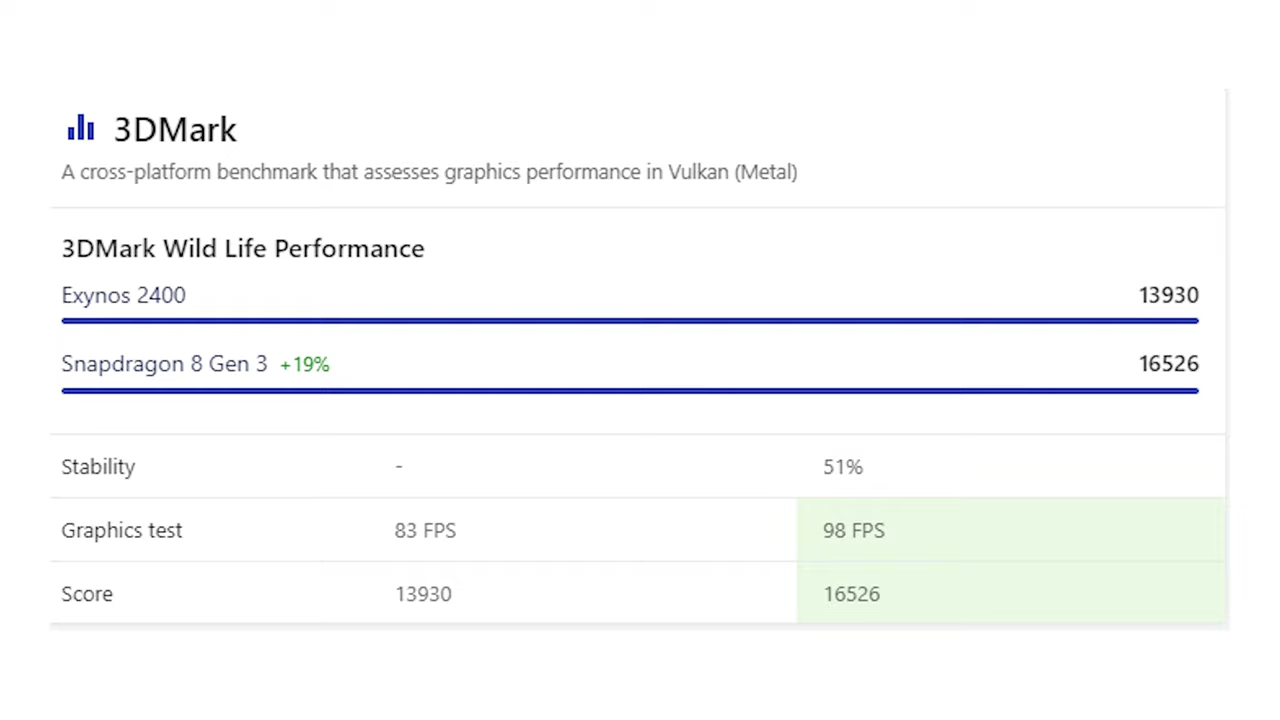 3DMark
A cross-platform benchmark that assesses graphics performance in Vulkan (Metal)
3DMark Wild Life Performance
Exynos 2400 13930
Snapdragon 8 Gen 3 +19% 16526
Stability - 51%
Graphics test 83 FPS 98 FPS
Score 13930 16526